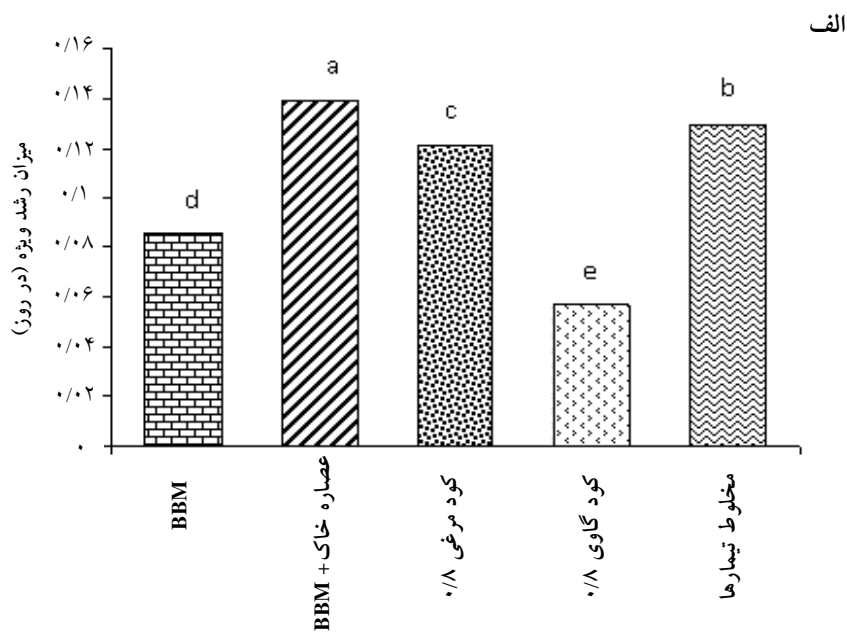 الف
میزان رشد ویژه (در روز)
۰/۱۶
۰/۱۴
۰/۱۲
۰/۱
۰/۰۸
۰/۰۶
۰/۰۴
۰/۰۲
۰
d
a
c
e
b
BBM
عصاره خاک + BBM
کود مرغی ۰/۸
کود گاوی ۰/۸
مخلوط تیمارها